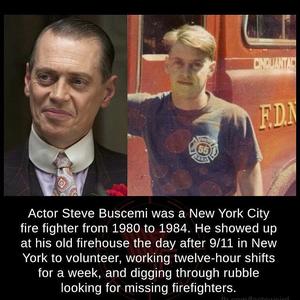 CINQUANTAC
F.D.N
55
Actor Steve Buscemi was a New York City
fire fighter from 1980 to 1984. He showed up
at his old firehouse the day after 9/11 in New
York to volunteer, working twelve-hour shifts
for a week, and digging through rubble
looking for missing firefighters.